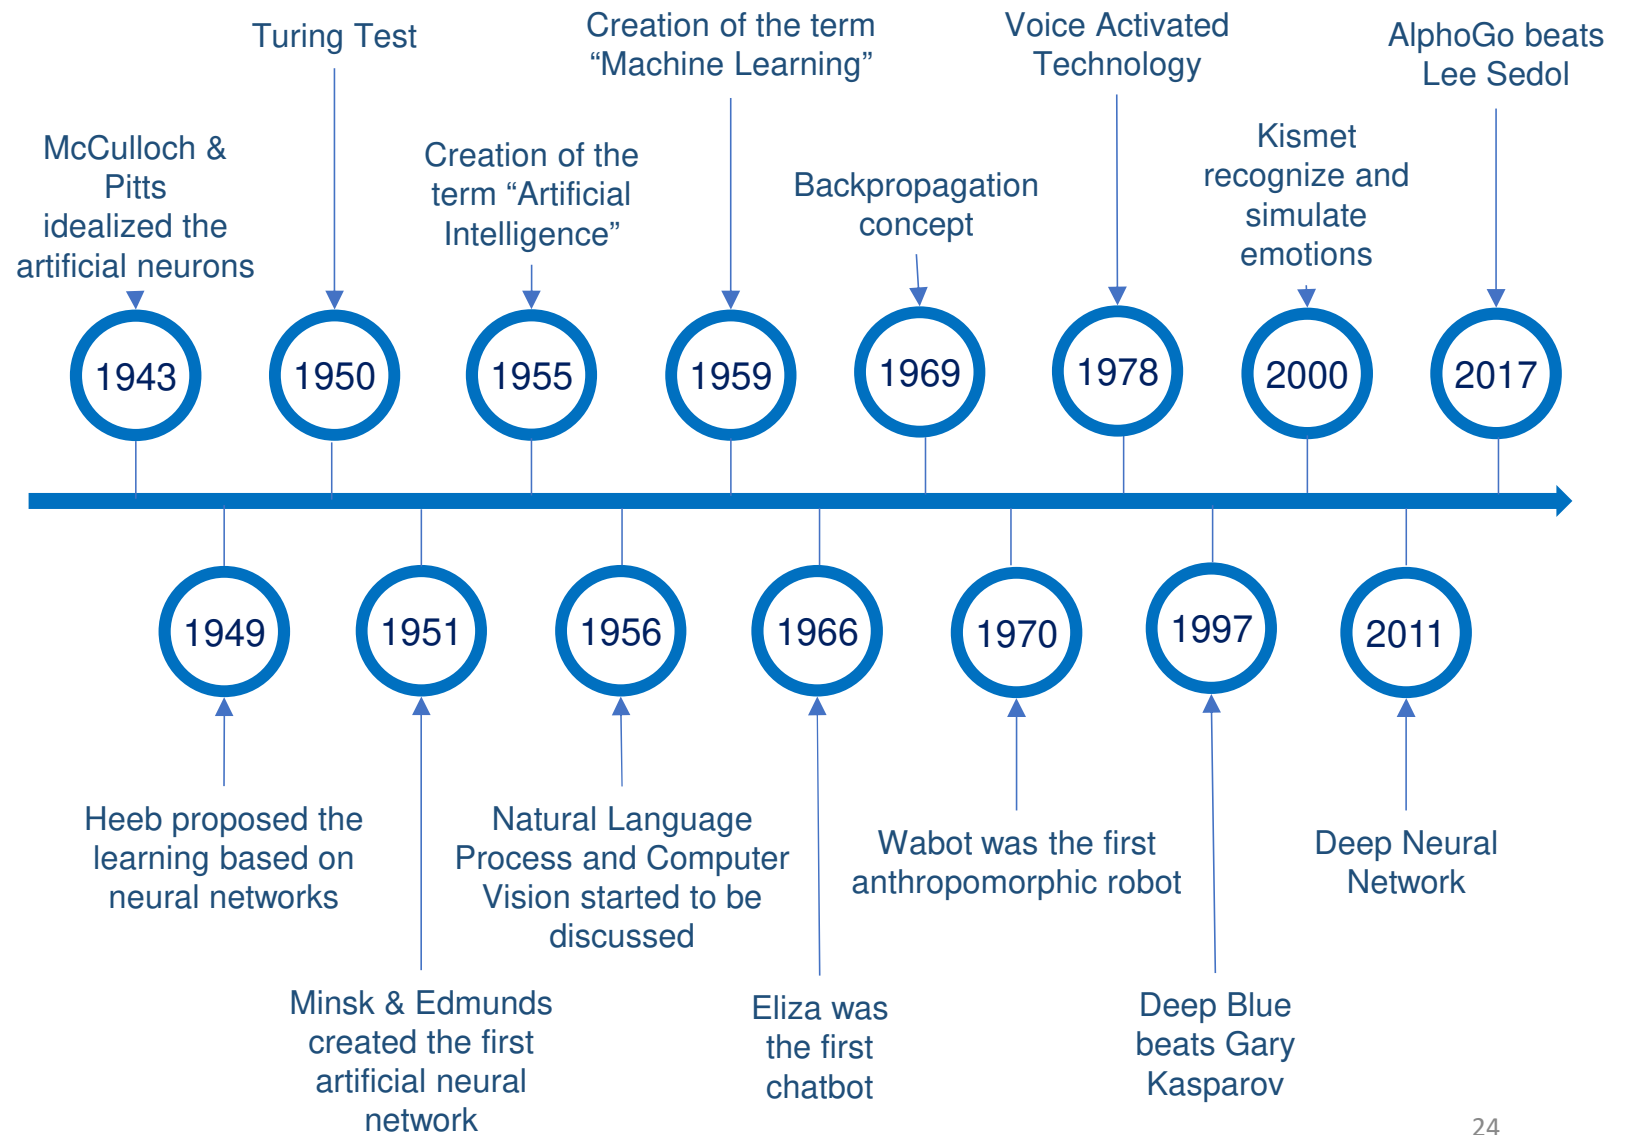 Turing Test
Creation of the term
“Machine Learning”
Voice Activated
Technology
AlphoGo beats
Lee Sedol
McCulloch &
Pitts
idealized the
artificial neurons
Creation of the
term “Artificial
Intelligence”
Backpropagation
concept
Kismet
recognize and
simulate
emotions
1943
1950
1955
1959
1969
1978
2000
2017
1949
1951
1956
1966
1970
1997
2011
Heeb proposed the
learning based on
neural networks
Natural Language
Process and Computer
Vision started to be
discussed
Wabot was the first
anthropomorphic robot
Deep Neural
Network
Minsk & Edmunds
created the first
artificial neural
network
Eliza was
the first
chatbot
Deep Blue
beats Gary
Kasparov
24